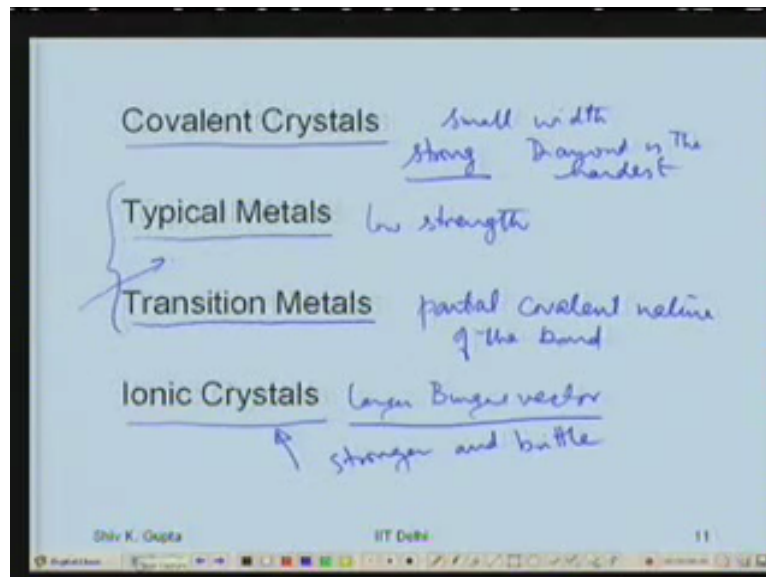 Covalent Crystals small width
strong Diamond is The
hardest
Typical Metals low strength
Transition Metals partial covalent nature
of the bond
Ionic Crystals Larger Burger vector
stronger and brittle
Shiv K. Gupta IIT Delhi 11